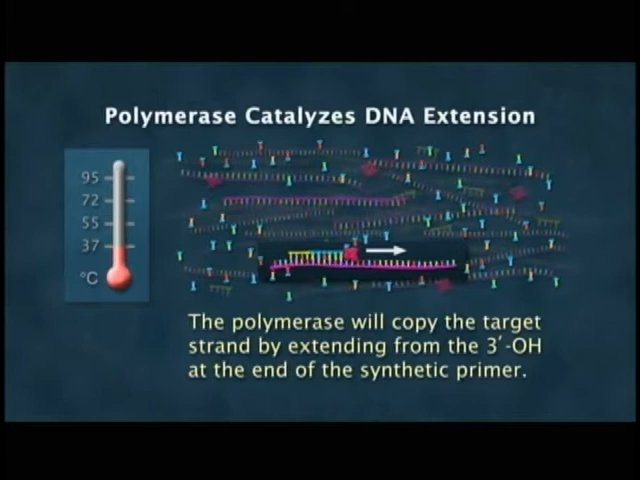 Polymerase Catalyzes DNA Extension
95
72
55
37
°C
The polymerase will copy the target
strand by extending from the 3′-OH
at the end of the synthetic primer.